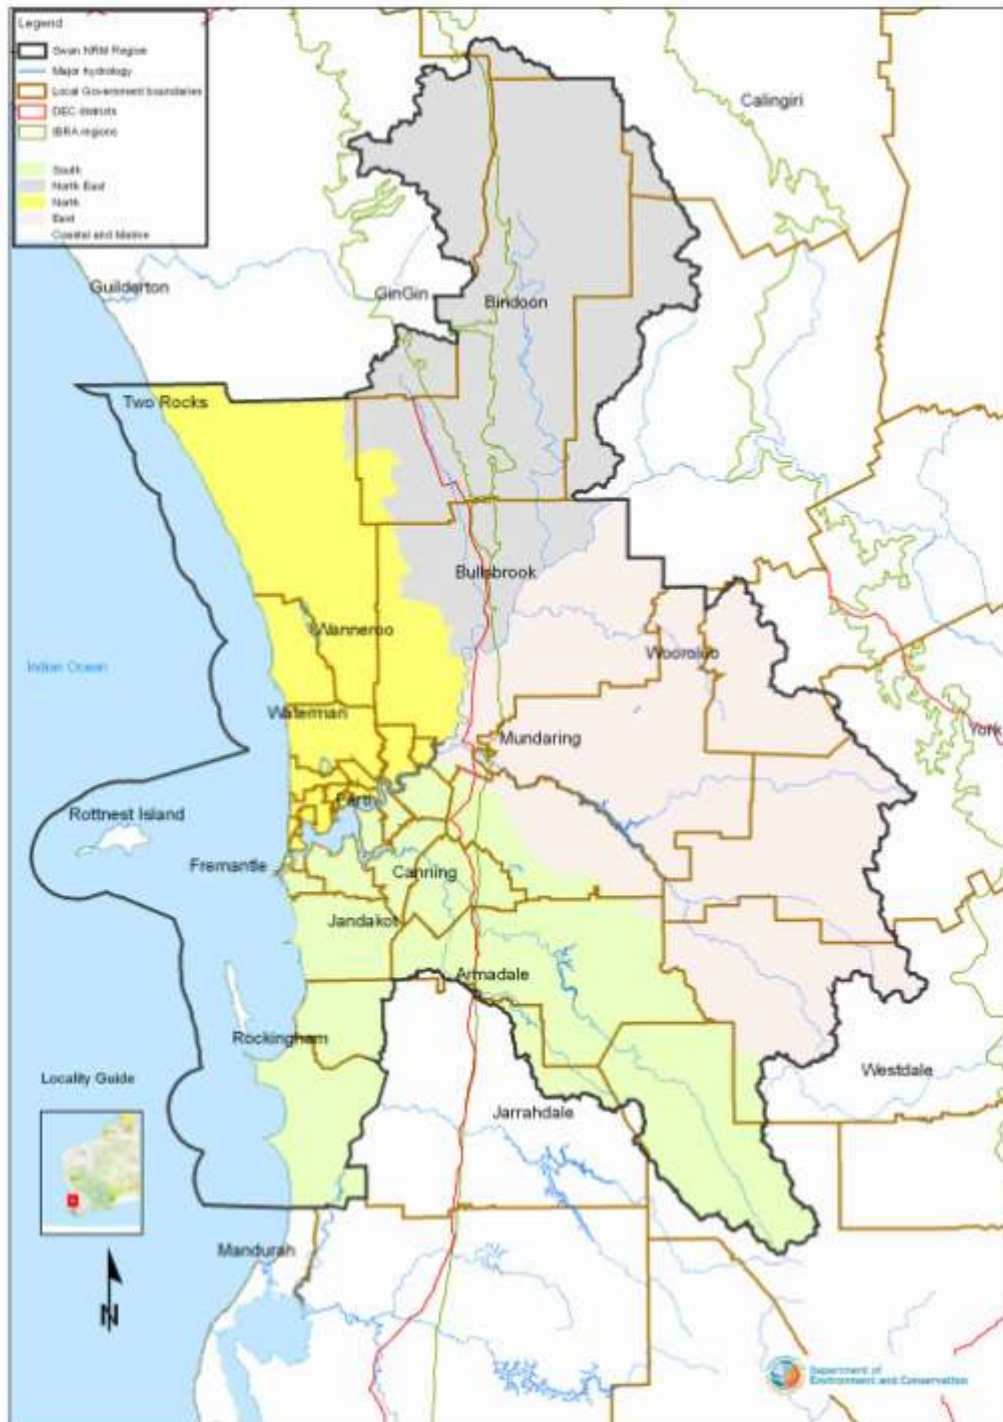 Legend
Swan NRM Region
Major hydrology
Local Government boundaries
DEC districts
IBRA regions
South
North East
North
East
Coastal and Marine
Calingiri
Guilderton
GinGin
Bindoon
Two Rocks
Bullsbrook
Wanneroo
Wooroloo
Indian Ocean
Waterman
York
Mundaring
Perth
Rottnest Island
Fremantle
Canning
Jandakot
Armadale
Rockingham
Westdale
Locality Guide
Jarrahdale
Mandurah
N
Department of
Environment and Conservation